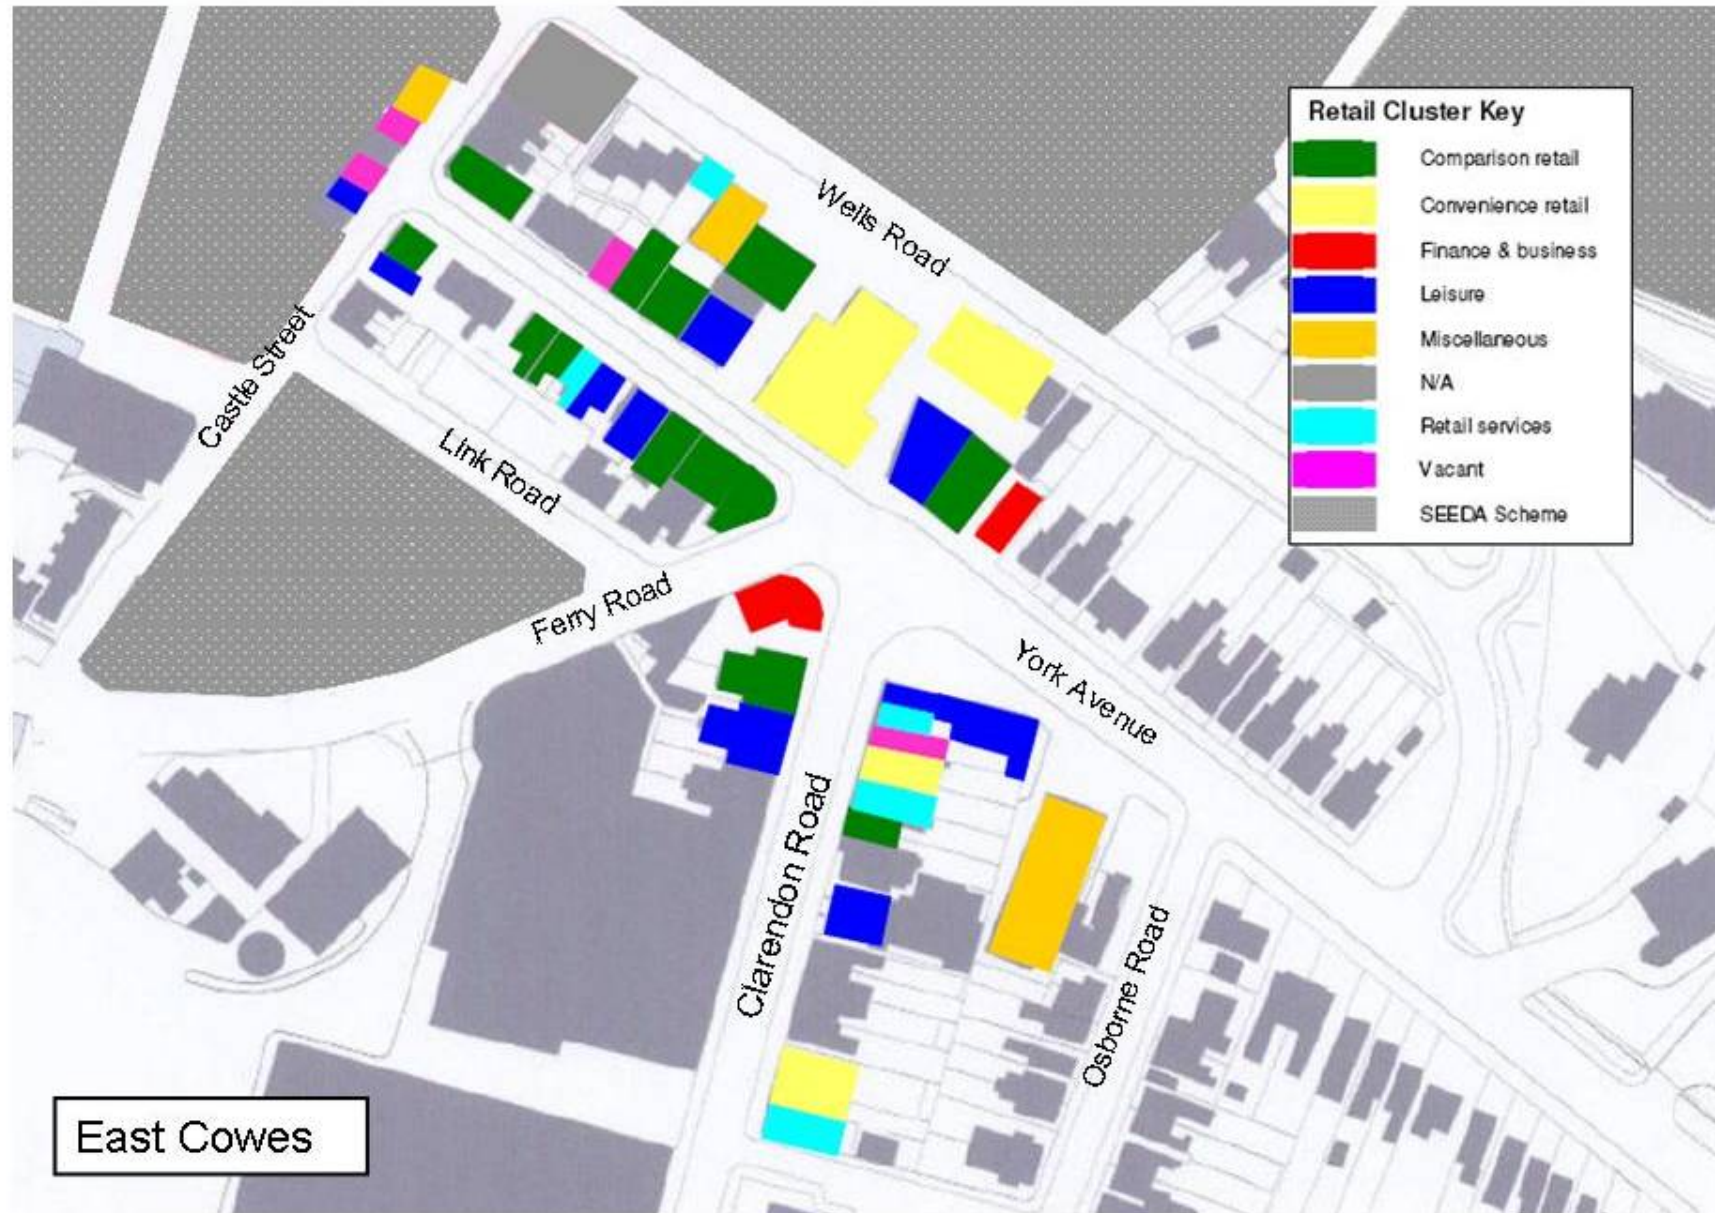 Retail Cluster Key
Comparison retail
Convenience retail
Finance & business
Leisure
Miscellaneous
N/A
Retail services
Vacant
SEEDA Scheme
Wells Road
Castle Street
Link Road
Ferry Road
York Avenue
Clarendon Road
Osborne Road
East Cowes